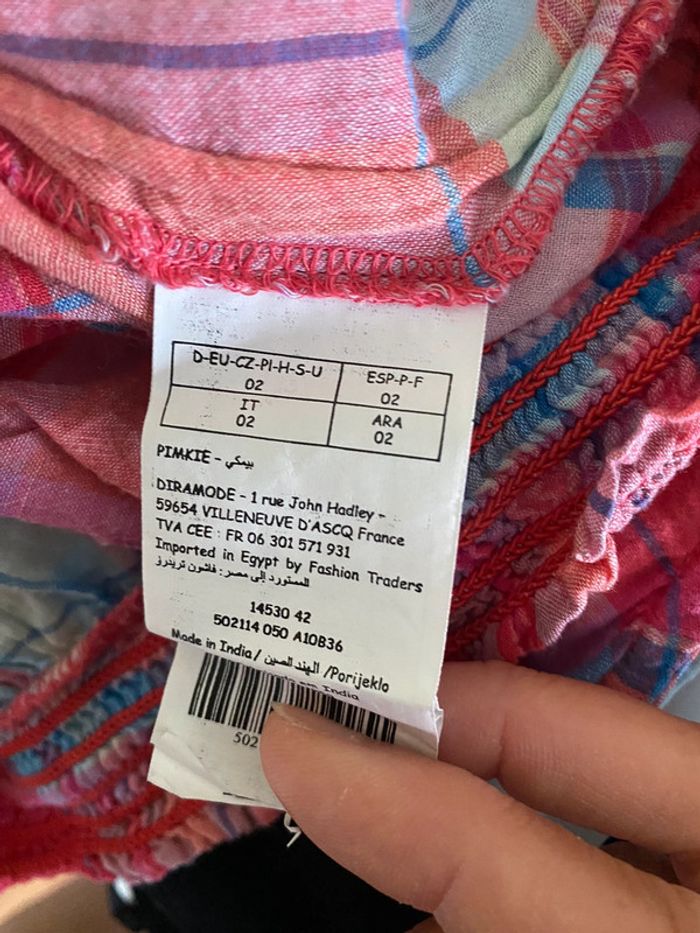 D-EU-CZ-PI-H-S-U
02
ESP-P-F
02
IT
02
ARA
02
PIMKIE - بيمكي
DIRAMODE - 1 rue John Hadley -
59654 VILLENEUVE D'ASCQ France
TVA CEE : FR 06 301 571 931
Imported in Egypt by Fashion Traders
المستورد إلى مصر: فاشون تريدرز
14530 42
502114 050 A10B36
Made in India/ الهند الصين /Porijeklo
India
502